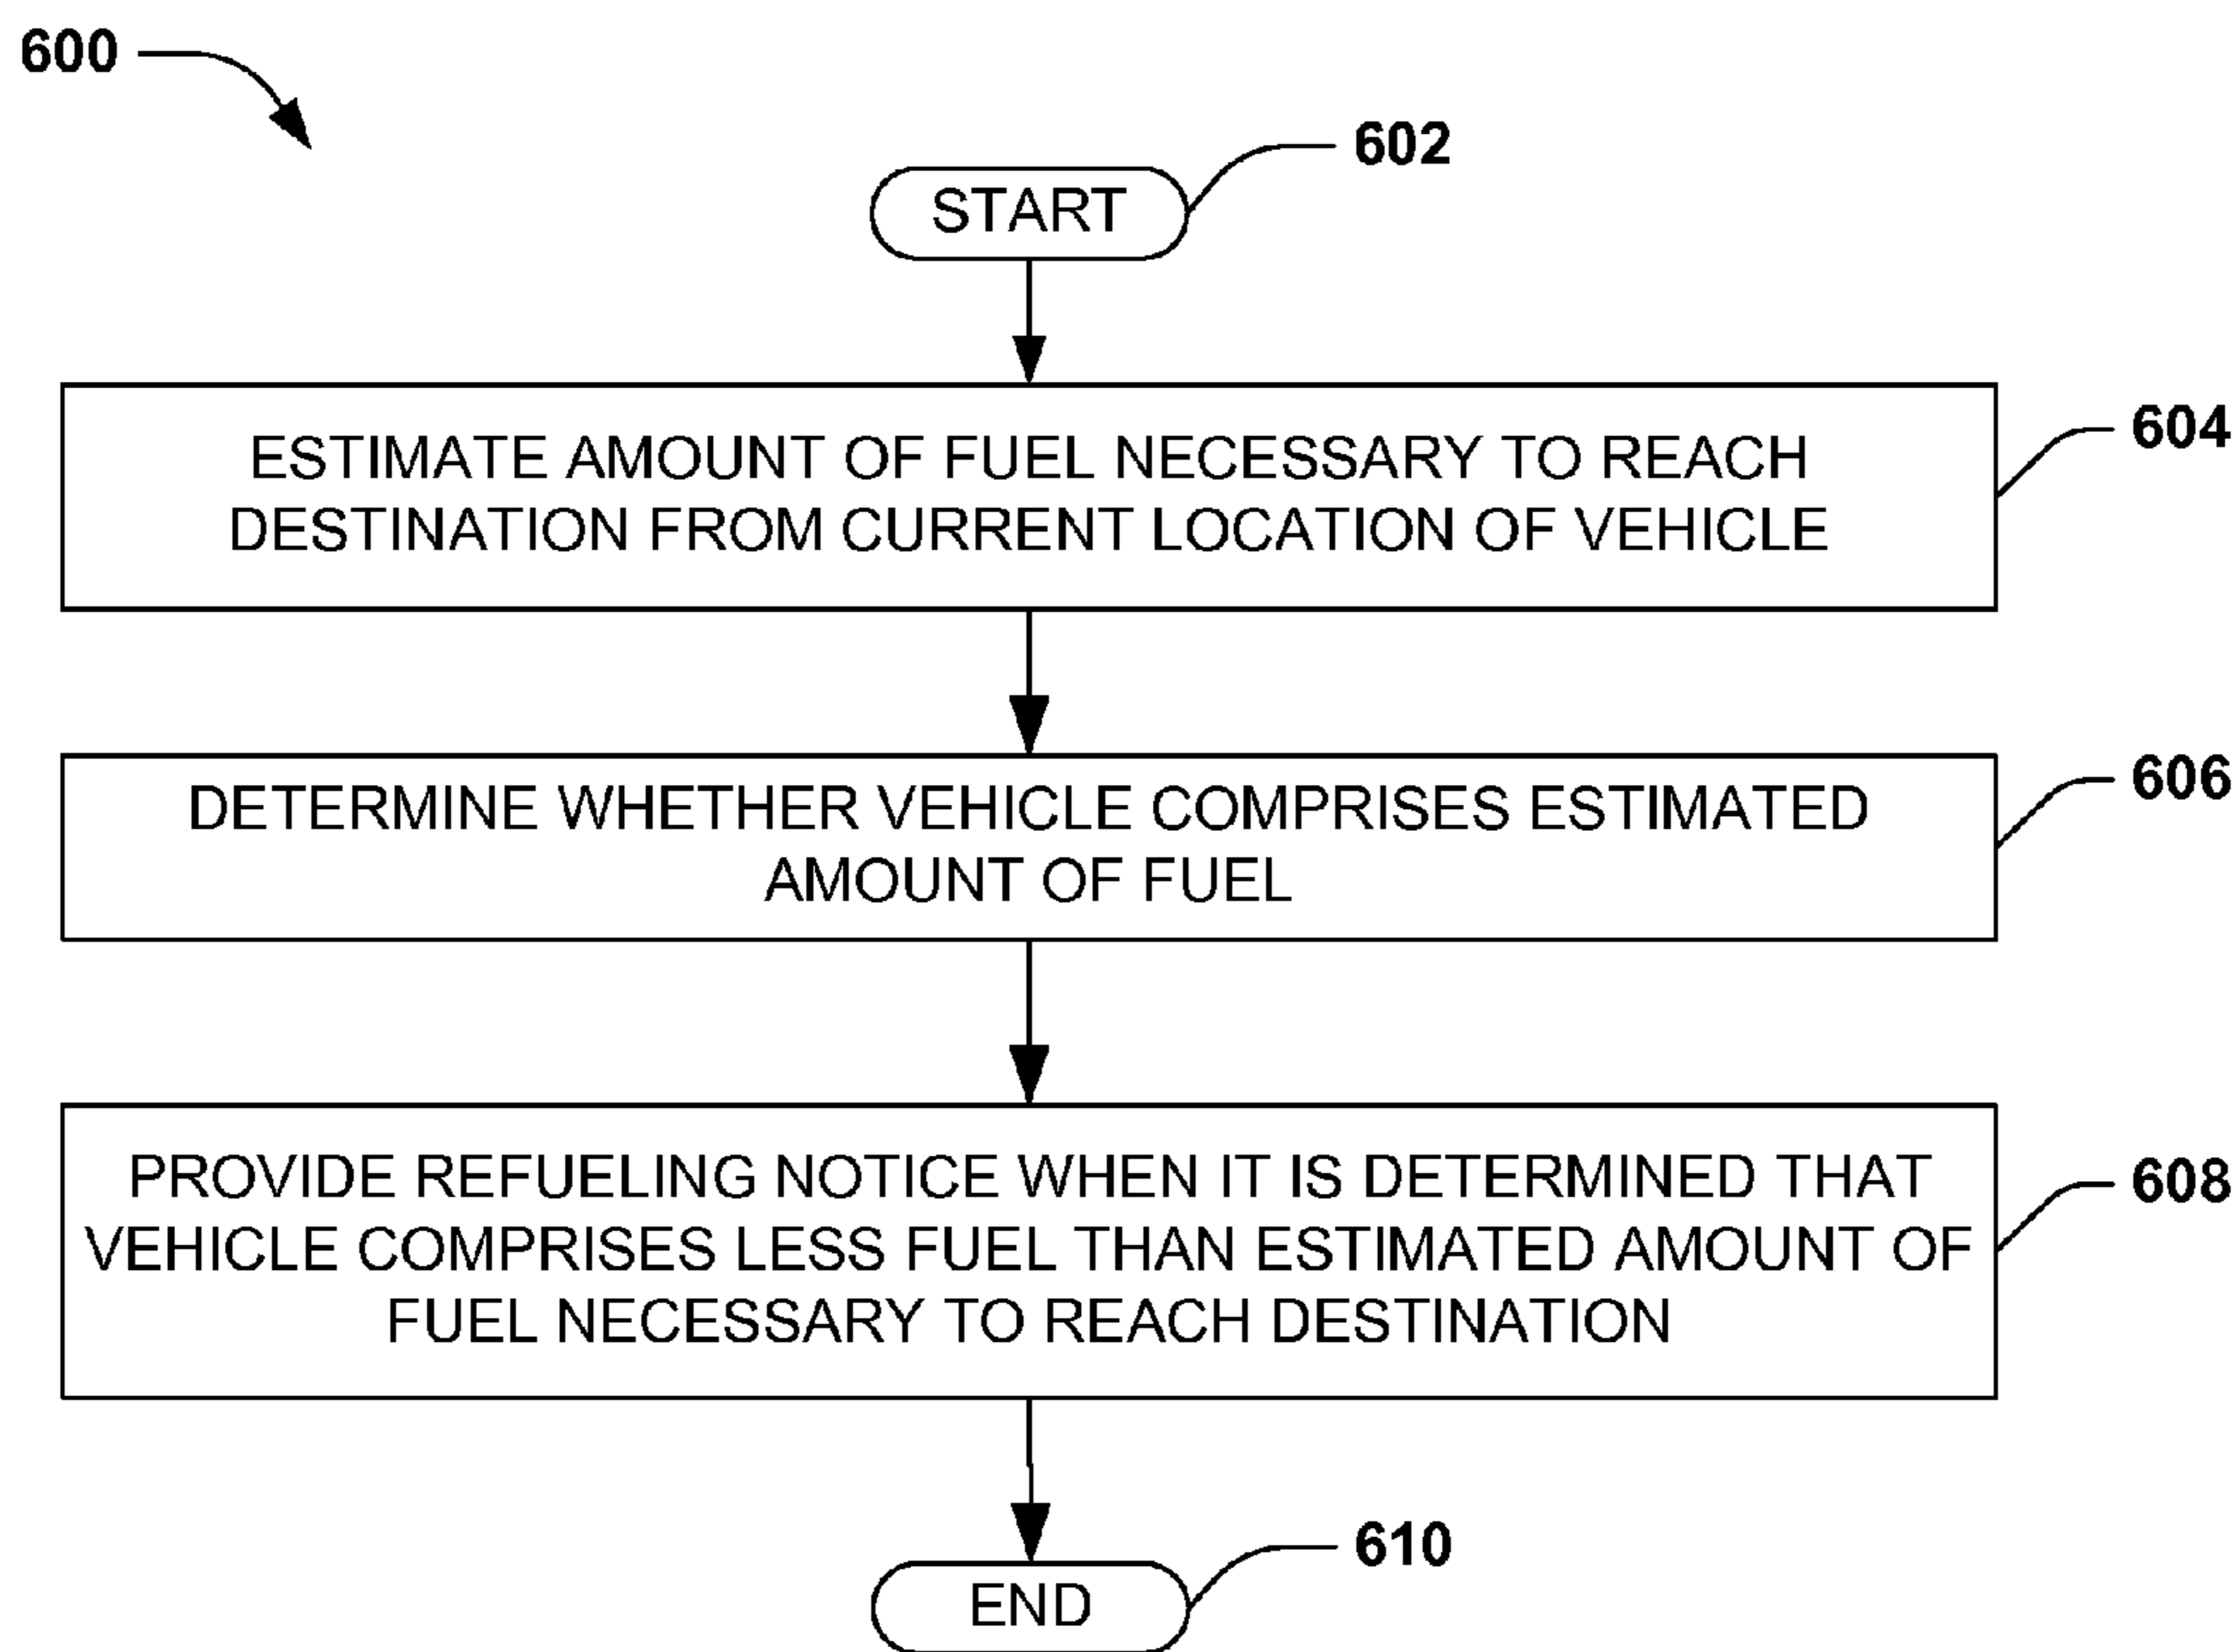 600
602
START
604
ESTIMATE AMOUNT OF FUEL NECESSARY TO REACH
DESTINATION FROM CURRENT LOCATION OF VEHICLE
606
DETERMINE WHETHER VEHICLE COMPRISES ESTIMATED
AMOUNT OF FUEL
608
PROVIDE REFUELING NOTICE WHEN IT IS DETERMINED THAT
VEHICLE COMPRISES LESS FUEL THAN ESTIMATED AMOUNT OF
FUEL NECESSARY TO REACH DESTINATION
610
END